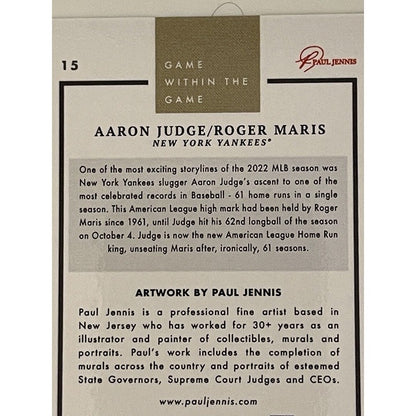 15
GAME
WITHIN THE
GAME
PAUL JENNIS
AARON JUDGE/ROGER MARIS
NEW YORK YANKEES®
One of the most exciting storylines of the 2022 MLB season was
New York Yankees slugger Aaron Judge's ascent to one of the
most celebrated records in Baseball - 61 home runs in a single
season. This American League high mark had been held by Roger
Maris since 1961, until Judge hit his 62nd longball of the season
on October 4. Judge is now the new American League Home Run
king, unseating Maris after, ironically, 61 seasons.
ARTWORK BY PAUL JENNIS
Paul Jennis is a professional fine artist based in
New Jersey who has worked for 30+ years as an
illustrator and painter of collectibles, murals and
portraits. Paul's work includes the completion of
murals across the country and portraits of esteemed
State Governors, Supreme Court Judges and CEOs.
www.pauljennis.com